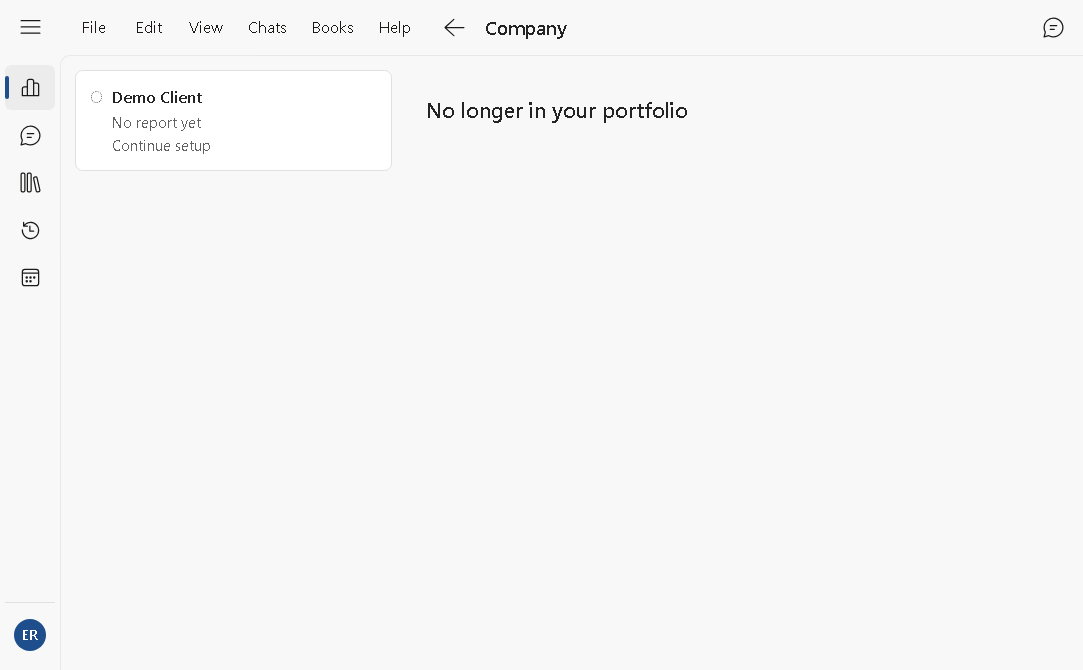 File Edit View Chats Books Help Company
Demo Client
No report yet
Continue setup
No longer in your portfolio
ER